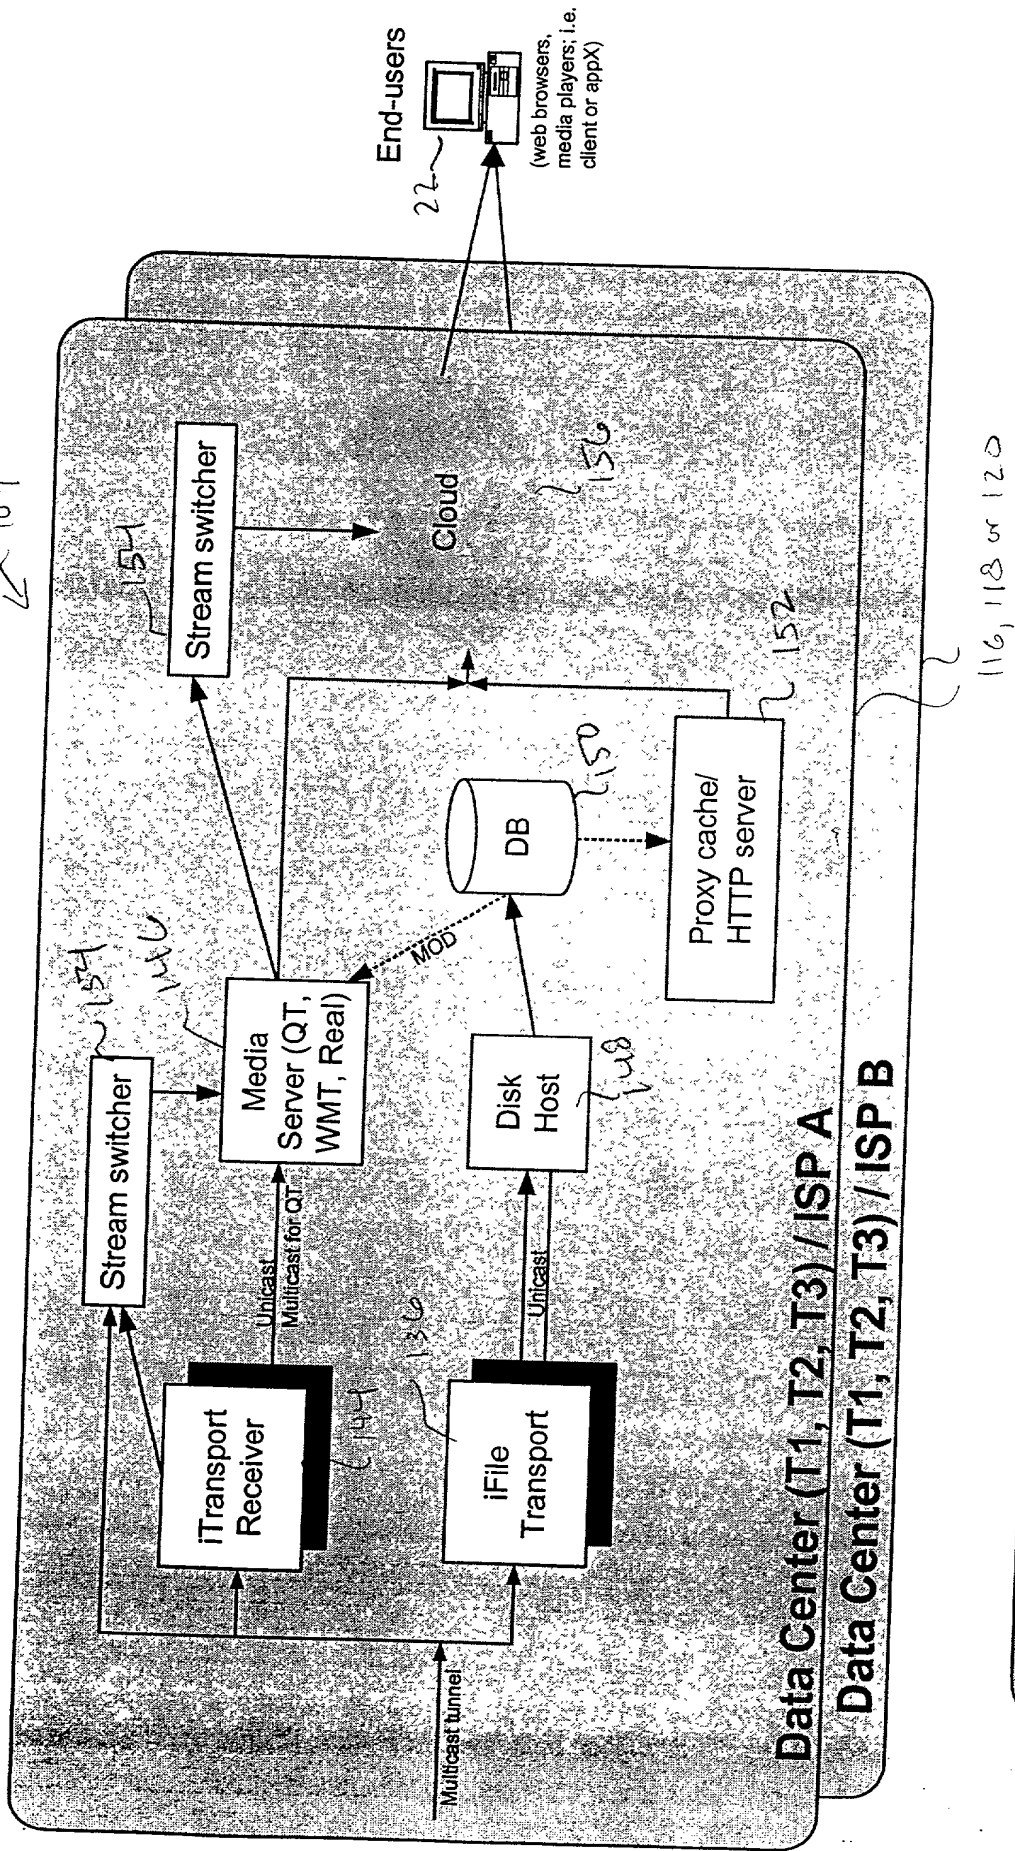 End-users
22
(web browsers,
media players; i.e.
client or appX)
154
Stream switcher
Cloud
156
154
Stream switcher
146
Media
Server (QT,
WMT, Real)
MOD
DB
150
Proxy cache/
HTTP server
152
Disk
Host
148
Unicast
Multicast for QT
Unicast
iTransport
Receiver
144
136
iFile
Transport
Multicast tunnel
Data Center (T1, T2, T3) / ISP A
Data Center (T1, T2, T3) / ISP B
116, 118 or 120